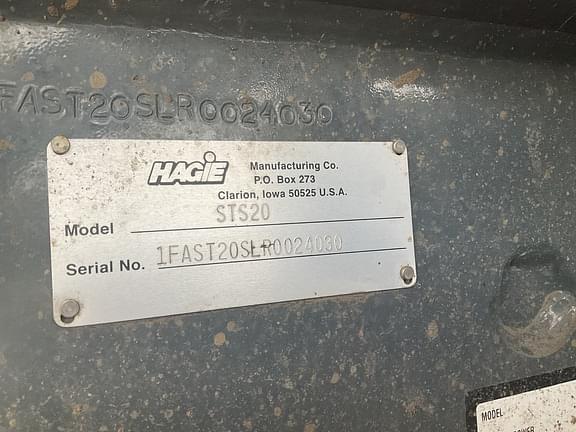 FAST20SLR0024030
HAGIE Manufacturing Co.
P.O. Box 273
Clarion, Iowa 50525 U.S.A.
Model STS20
Serial No. 1FAST20SLR0024030
MODEL